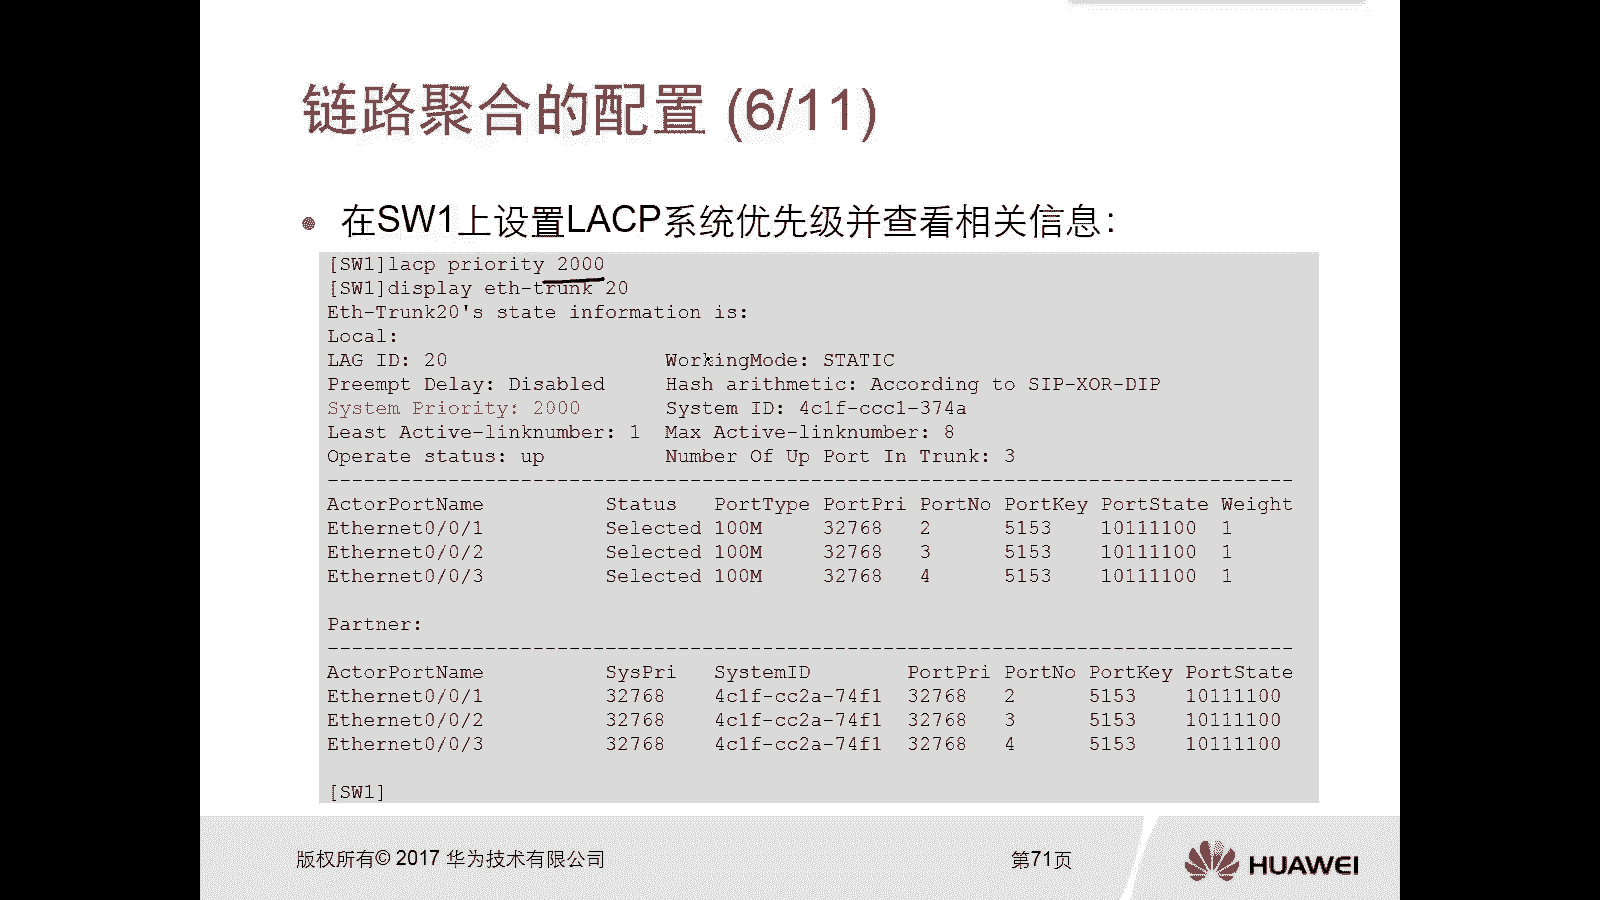 链路聚合的配置 (6/11)
在SW1上设置LACP系统优先级并查看相关信息：
[SW1]lacp priority 2000
[SW1]display eth-trunk 20
Eth-Trunk20's state information is:
Local:
LAG ID: 20 WorkingMode: STATIC
Preempt Delay: Disabled Hash arithmetic: According to SIP-XOR-DIP
System Priority: 2000 System ID: 4c1f-ccc1-374a
Least Active-linknumber: 1 Max Active-linknumber: 8
Operate status: up Number Of Up Port In Trunk: 3
--------------------------------------------------------------------------------
ActorPortName Status PortType PortPri PortNo PortKey PortState Weight
Ethernet0/0/1 Selected 100M 32768 2 5153 10111100 1
Ethernet0/0/2 Selected 100M 32768 3 5153 10111100 1
Ethernet0/0/3 Selected 100M 32768 4 5153 10111100 1
Partner:
--------------------------------------------------------------------------------
ActorPortName SysPri SystemID PortPri PortNo PortKey PortState
Ethernet0/0/1 32768 4c1f-cc2a-74f1 32768 2 5153 10111100
Ethernet0/0/2 32768 4c1f-cc2a-74f1 32768 3 5153 10111100
Ethernet0/0/3 32768 4c1f-cc2a-74f1 32768 4 5153 10111100
[SW1]
版权所有© 2017 华为技术有限公司
第71页
HUAWEI